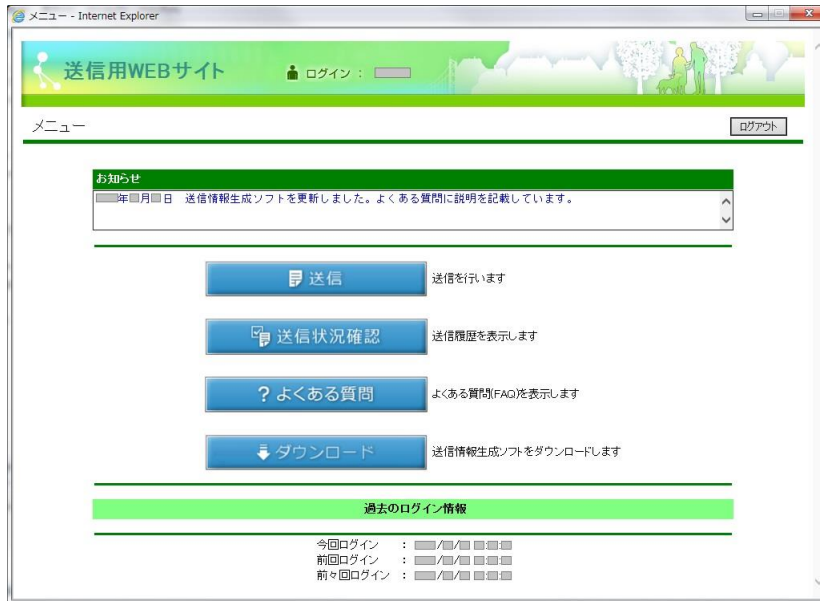 メニュー - Internet Explorer
送信用WEBサイト
ログイン :
メニュー
ログアウト
お知らせ
年 月 日 送信情報生成ソフトを更新しました。よくある質問に説明を記載しています。
送信 送信を行います
送信状況確認 送信履歴を表示します
? よくある質問 よくある質問(FAQ)を表示します
ダウンロード 送信情報生成ソフトをダウンロードします
過去のログイン情報
今回ログイン : / / : :
前回ログイン : / / : :
前々回ログイン : / / : :